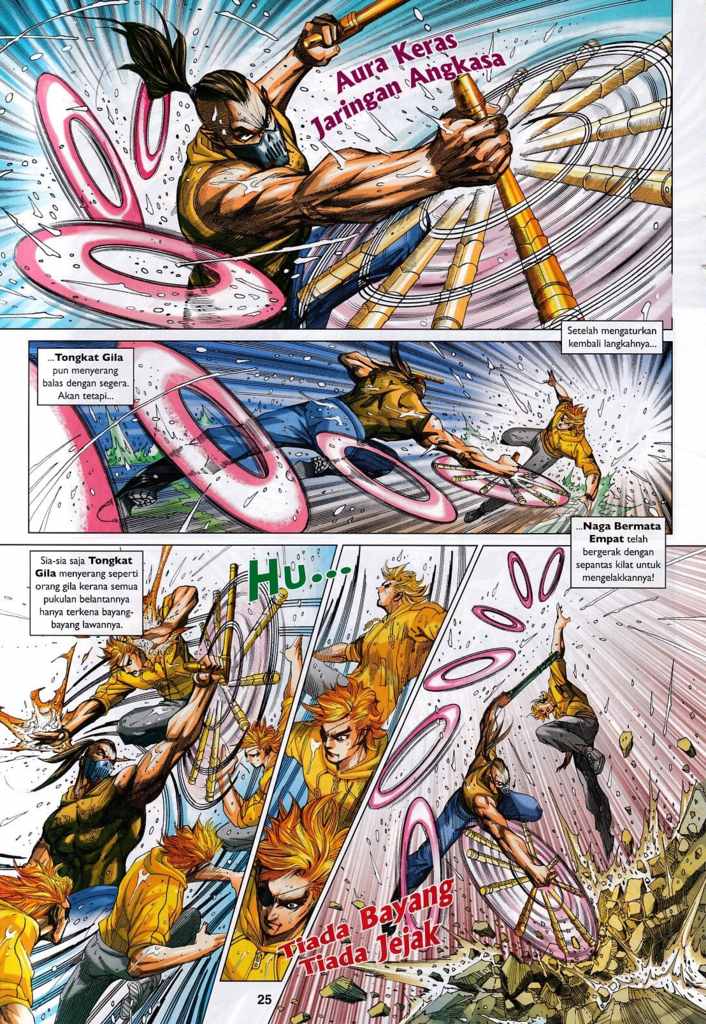 Aura Keras
Jaringan Angkasa
Setelah mengaturkan
kembali langkahnya...
...Tongkat Gila
pun menyerang
balas dengan segera.
Akan tetapi...
...Naga Bermata
Empat telah
bergerak dengan
sepantas kilat untuk
mengelakkannya!
Sia-sia saja Tongkat
Gila menyerang seperti
orang gila kerana semua
pukulan belantannya
hanya terkena bayang-
bayang lawannya.
Hu...
Tiada Bayang
Tiada Jejak
25